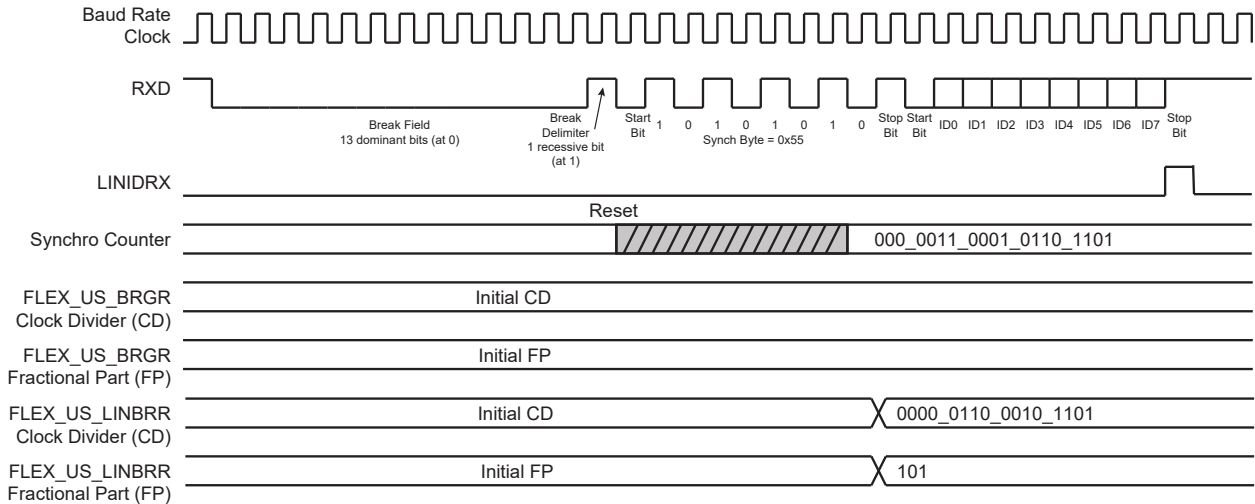 Baud Rate
Clock
RXD
Break Field
13 dominant bits (at 0)
Break
Delimiter
1 recessive bit
(at 1)
Start
Bit
1 0 1 0 1 0 1 0
Synch Byte = 0x55
Stop
Bit
Start
Bit
ID0 ID1 ID2 ID3 ID4 ID5 ID6 ID7
Stop
Bit
LINIDRX
Reset
Synchro Counter
000_0011_0001_0110_1101
FLEX_US_BRGR
Clock Divider (CD)
Initial CD
FLEX_US_BRGR
Fractional Part (FP)
Initial FP
FLEX_US_LINBRR
Clock Divider (CD)
Initial CD
0000_0110_0010_1101
FLEX_US_LINBRR
Fractional Part (FP)
Initial FP
101